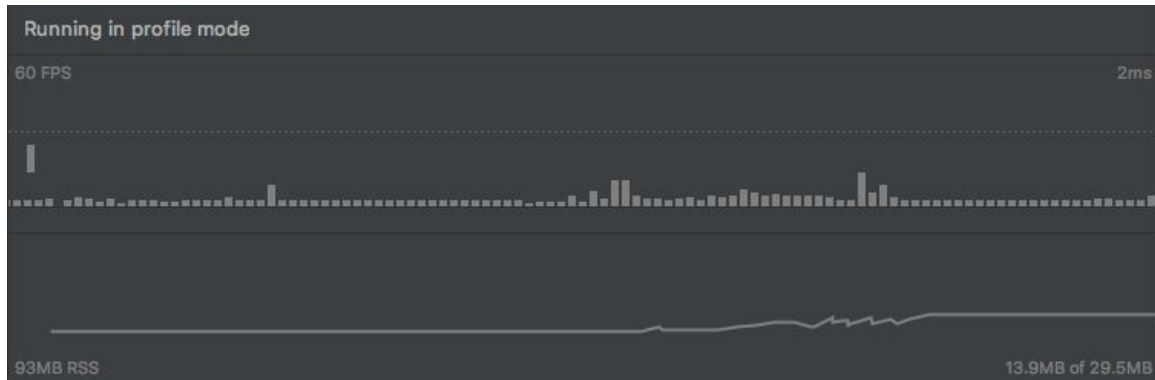 Running in profile mode
60 FPS
2ms
93MB RSS
13.9MB of 29.5MB